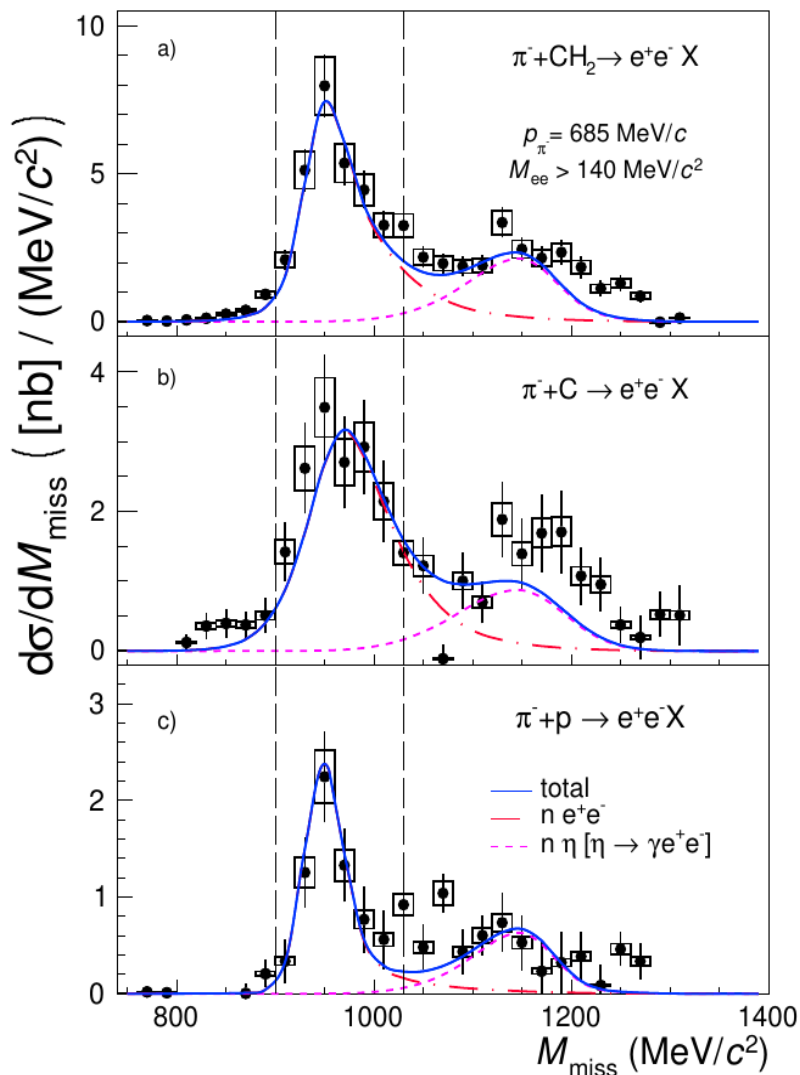 dσ/dM_miss ( [nb] / (MeV/c²) )
10
a)
π⁻+CH₂→ e⁺e⁻ X
p_π⁻ = 685 MeV/c
M_ee > 140 MeV/c²
5
0
4
b)
π⁻+C → e⁺e⁻ X
2
0
3
c)
π⁻+p → e⁺e⁻X
total
n e⁺e⁻
n η [η → γe⁺e⁻]
2
1
0
800 1000 1200 1400
M_miss (MeV/c²)